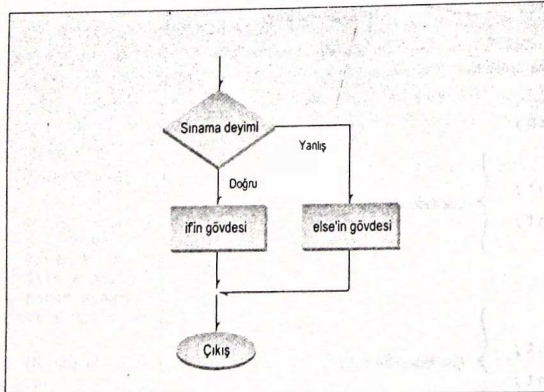 Sınama deyimi
Yanlış
Doğru
if'in gövdesi
else'in gövdesi
Çıkış